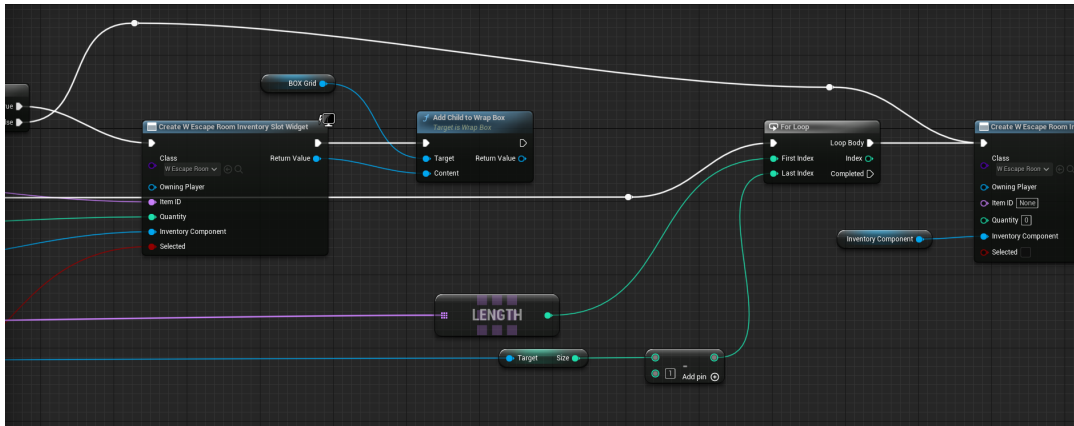 ue
lse
BOX Grid
Create W Escape Room Inventory Slot Widget
Class
W Escape Room
Return Value
Owning Player
Item ID
Quantity
Inventory Component
Selected
Add Child to Wrap Box
Target is Wrap Box
Target
Return Value
Content
For Loop
Loop Body
First Index
Index
Last Index
Completed
Create W Escape Room Inventory
Class
W Escape Room
Owning Player
Item ID None
Quantity 0
Inventory Component
Selected
Inventory Component
LENGTH
Target Size
-
1
Add pin